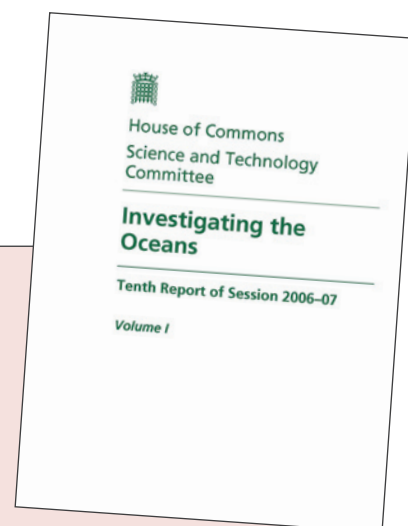 House of Commons
Science and Technology
Committee
Investigating the
Oceans
Tenth Report of Session 2006–07
Volume I